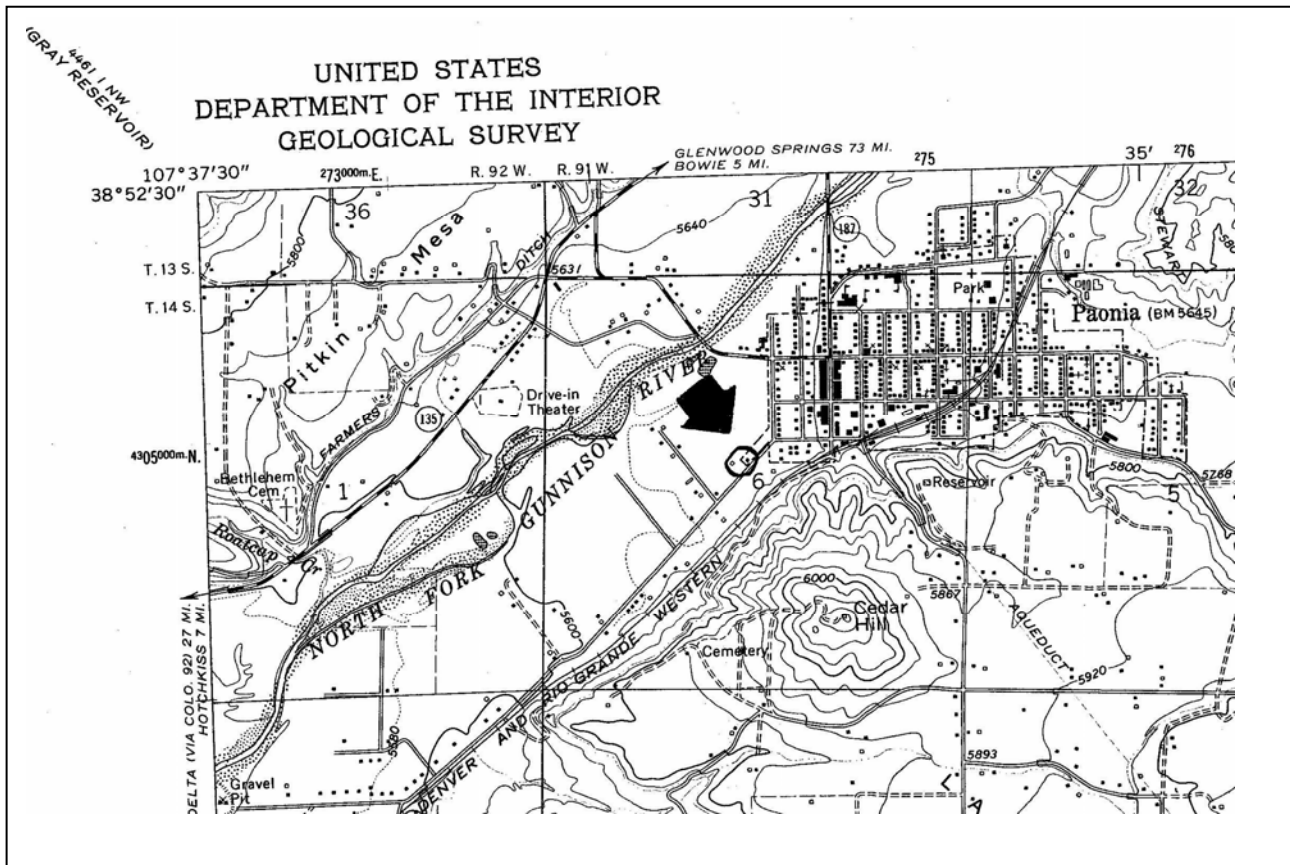 4461 I NW
(GRAY RESERVOIR)
UNITED STATES
DEPARTMENT OF THE INTERIOR
GEOLOGICAL SURVEY
107°37'30"
38°52'30"
273000m.E.
R. 92 W.
R. 91 W.
GLENWOOD SPRINGS 73 MI.
BOWIE 5 MI.
275
35'
276
36
31
32
Mesa
Pitkin
5800
5640
187
STEWART
T. 13 S.
T. 14 S.
DITCH
5631
Park
Paonia (BM 5645)
FARMERS
135
Drive-in
Theater
RIVER
GUNNISON
NORTH FORK
4305000m.N.
Bethlehem
Cem
1
6
5
5800
5768
Reservoir
Roatcap
Cr
6000
Cedar
Hill
5867
AQUEDUCT
5600
Cemetery
5920
DELTA (VIA COLO. 92) 27 MI.
HOTCHKISS 7 MI.
DENVER AND RIO GRANDE WESTERN
5580
5893
Gravel
Pit
L A